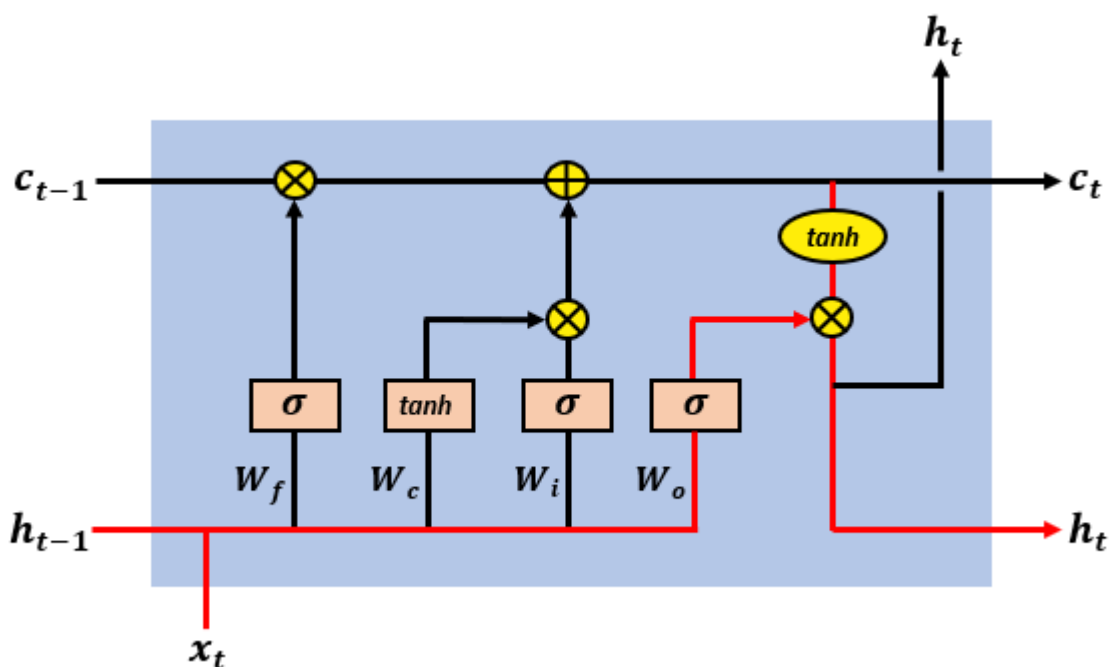 h_t
c_{t−1}
c_t
tanh
σ
tanh
σ
σ
W_f
W_c
W_i
W_o
h_{t−1}
h_t
x_t